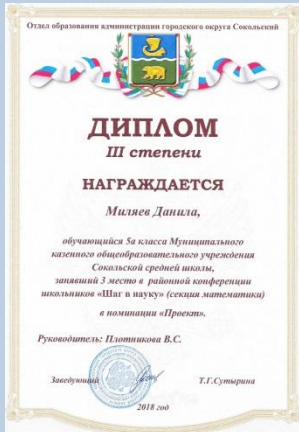 Отдел образования администрации городского округа Сокольский
ДИПЛОМ
III степени
НАГРАЖДАЕТСЯ
Миляев Данила,
обучающийся 5а класса Муниципального
казенного общеобразовательного учреждения
Сокольской средней школы,
занявший 3 место в районной конференции
школьников «Шаг в науку» (секция математики)
в номинации «Проект».
Руководитель: Плотникова В.С.
Заведующий Т.Г.Сутырина
2018 год